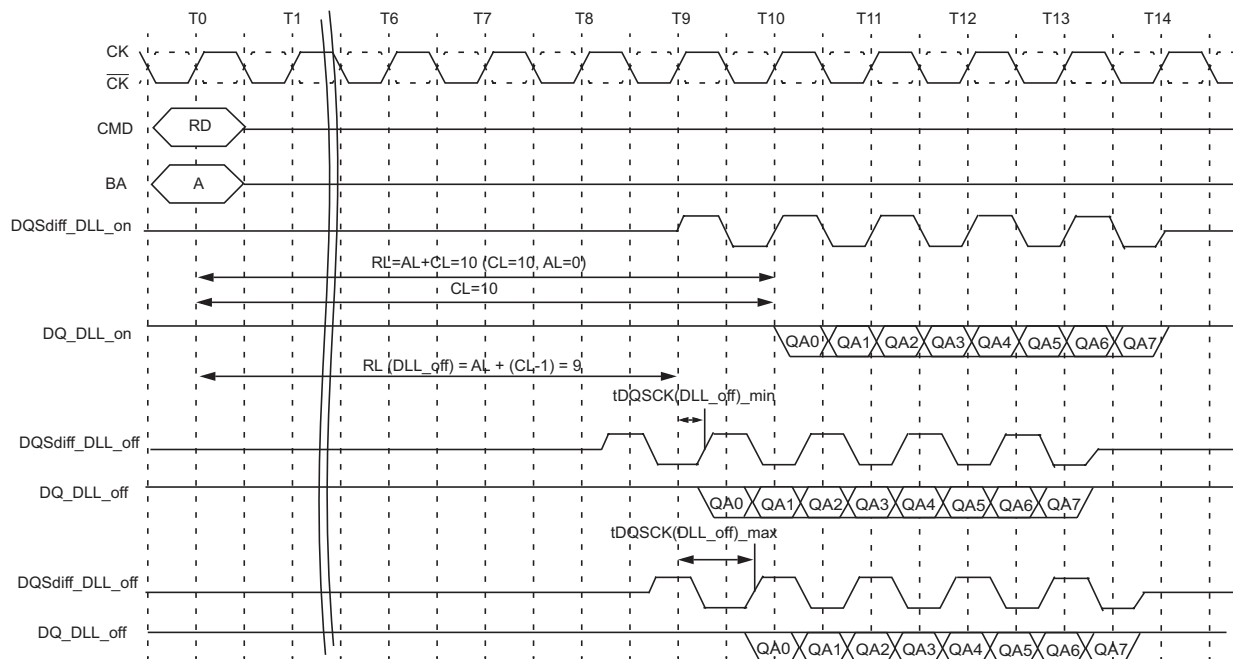 T0 T1 T6 T7 T8 T9 T10 T11 T12 T13 T14
CK
CK
CMD RD
BA A
DQSdiff_DLL_on
RL=AL+CL=10 (CL=10, AL=0)
CL=10
DQ_DLL_on QA0 QA1 QA2 QA3 QA4 QA5 QA6 QA7
RL (DLL_off) = AL + (CL-1) = 9
tDQSCK(DLL_off)_min
DQSdiff_DLL_off
DQ_DLL_off QA0 QA1 QA2 QA3 QA4 QA5 QA6 QA7
tDQSCK(DLL_off)_max
DQSdiff_DLL_off
DQ_DLL_off QA0 QA1 QA2 QA3 QA4 QA5 QA6 QA7